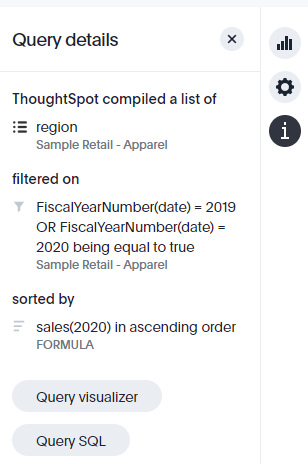 Query details
ThoughtSpot compiled a list of
region
Sample Retail - Apparel
filtered on
FiscalYearNumber(date) = 2019
OR FiscalYearNumber(date) =
2020 being equal to true
Sample Retail - Apparel
sorted by
sales(2020) in ascending order
FORMULA
Query visualizer
Query SQL